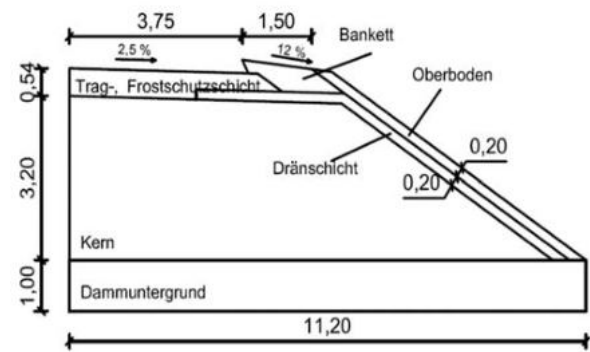 3,75
1,50
2,5 %
12 %
Bankett
0,54
Trag-, Frostschutzschicht
Oberboden
0,20
Dränschicht
0,20
3,20
Kern
1,00
Dammuntergrund
11,20